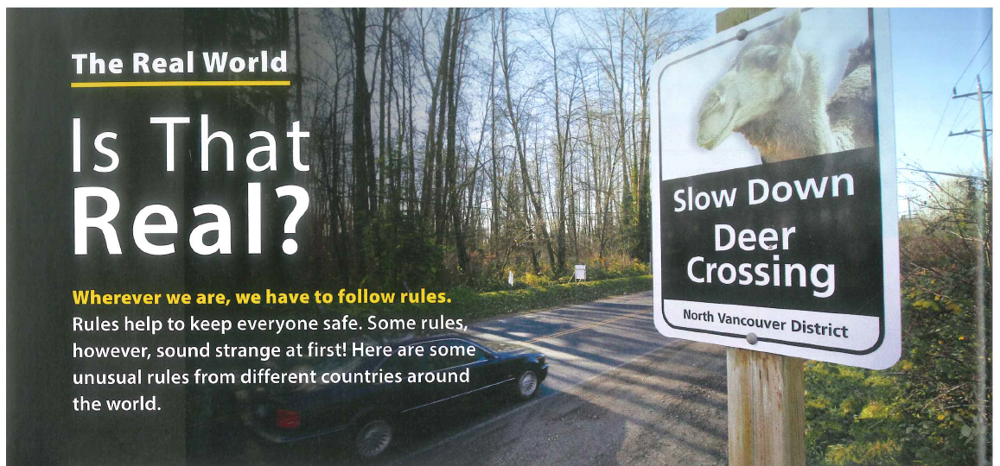 The Real World
Is That
Real?
Wherever we are, we have to follow rules.
Rules help to keep everyone safe. Some rules,
however, sound strange at first! Here are some
unusual rules from different countries around
the world.
Slow Down
Deer
Crossing
North Vancouver District